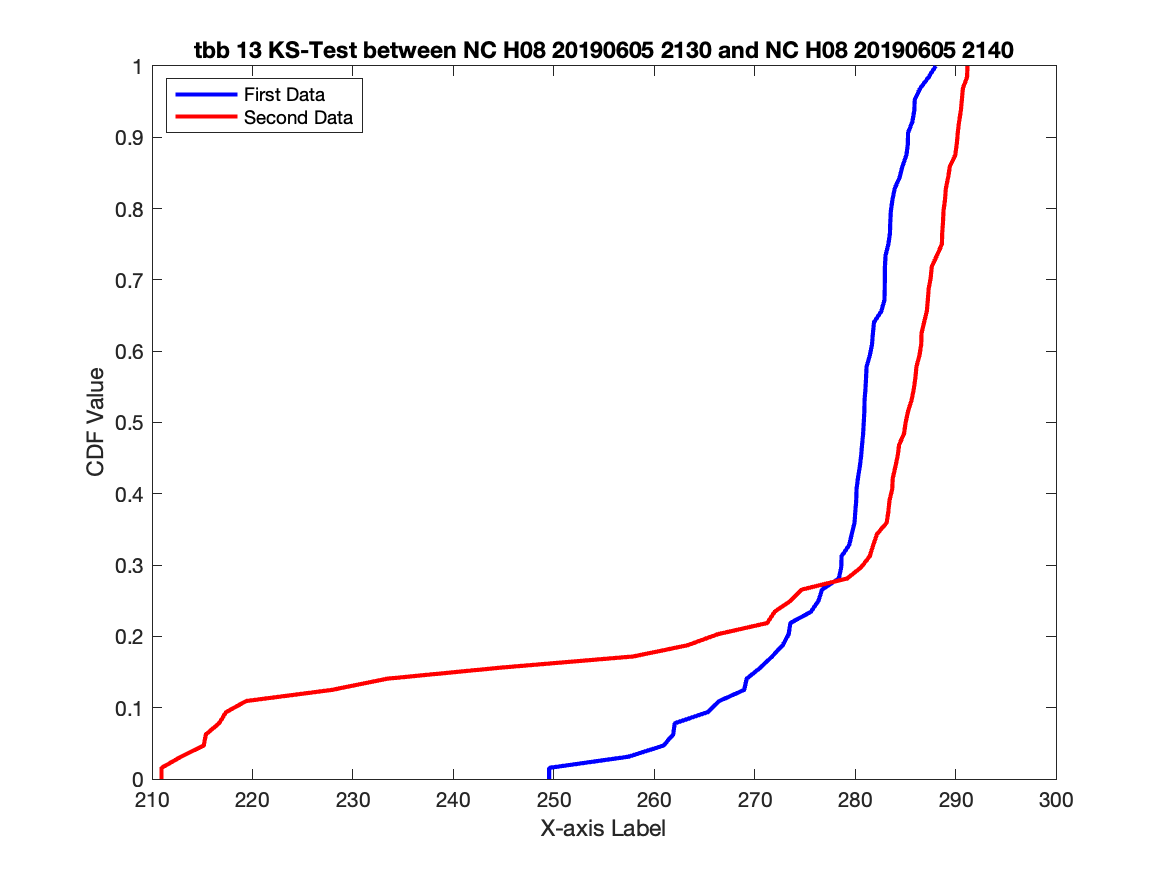 tbb 13 KS-Test between NC H08 20190605 2130 and NC H08 20190605 2140
First Data
Second Data
1
0.9
0.8
0.7
0.6
0.5
0.4
0.3
0.2
0.1
0
CDF Value
210 220 230 240 250 260 270 280 290 300
X-axis Label